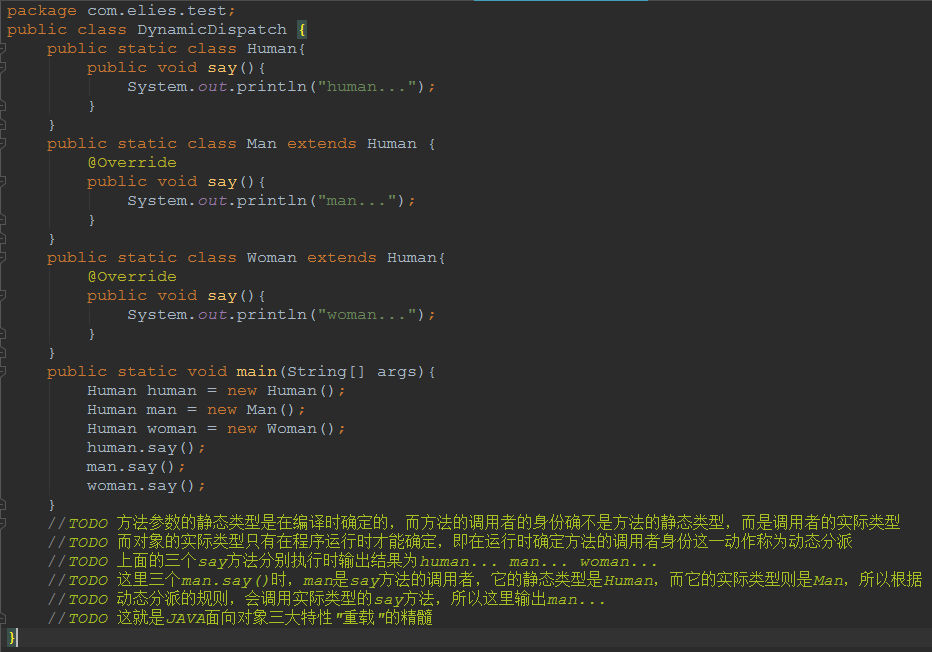 package com.elies.test;
public class DynamicDispatch {
    public static class Human{
        public void say(){
            System.out.println("human...");
        }
    }
    public static class Man extends Human {
        @Override
        public void say(){
            System.out.println("man...");
        }
    }
    public static class Woman extends Human{
        @Override
        public void say(){
            System.out.println("woman...");
        }
    }
    public static void main(String[] args){
        Human human = new Human();
        Human man = new Man();
        Human woman = new Woman();
        human.say();
        man.say();
        woman.say();
    }
    //TODO 方法参数的静态类型是在编译时确定的，而方法的调用者的身份确不是方法的静态类型，而是调用者的实际类型
    //TODO 而对象的实际类型只有在程序运行时才能确定，即在运行时确定方法的调用者身份这一动作称为动态分派
    //TODO 上面的三个say方法分别执行时输出结果为human... man... woman...
    //TODO 这里三个man.say()时，man是say方法的调用者，它的静态类型是Human，而它的实际类型则是Man，所以根据
    //TODO 动态分派的规则，会调用实际类型的say方法，所以这里输出man...
    //TODO 这就是JAVA面向对象三大特性"重载"的精髓
}